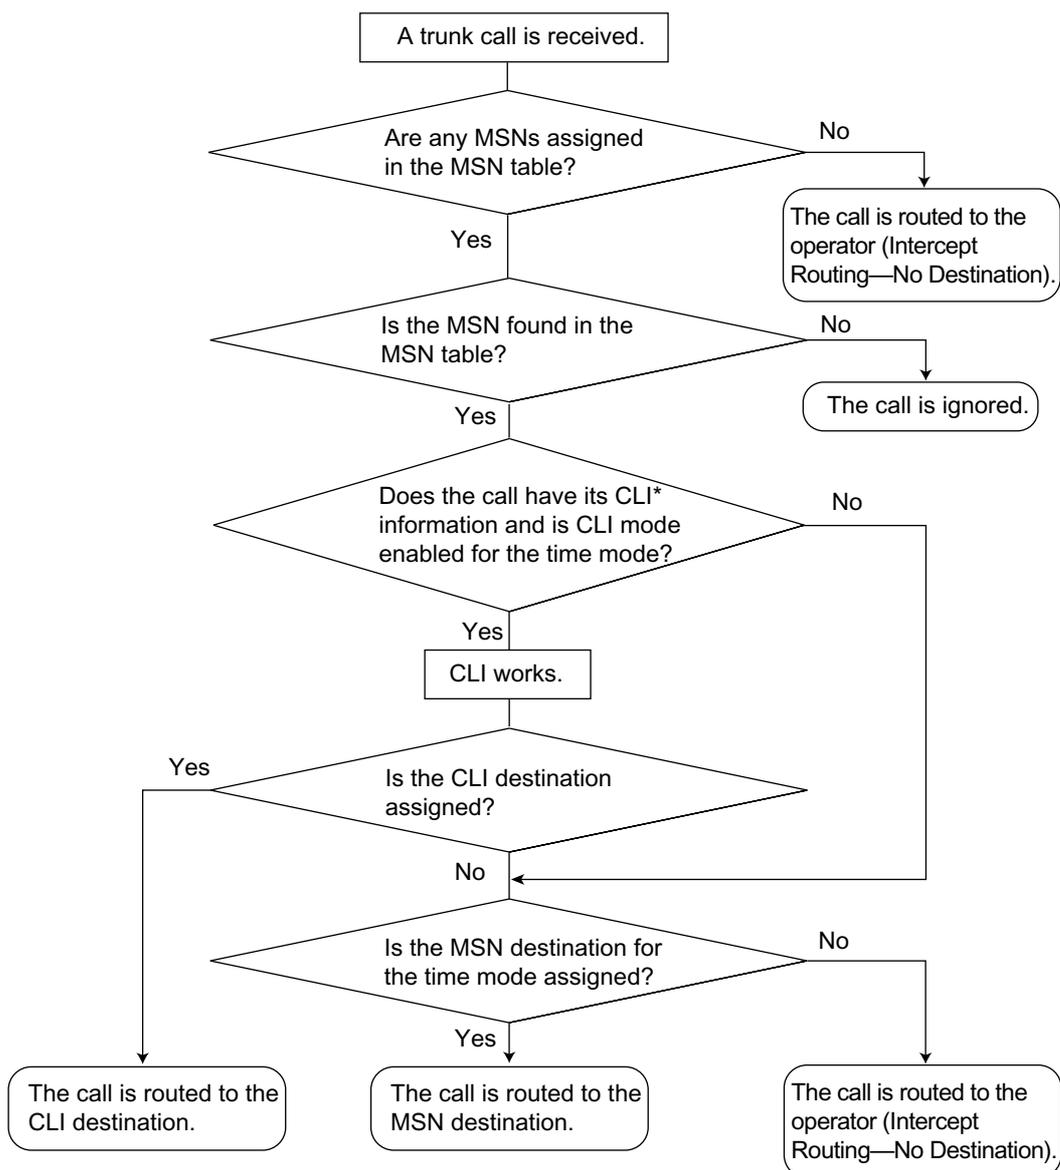 A trunk call is received.
Are any MSNs assigned
in the MSN table?
No
The call is routed to the
operator (Intercept
Routing—No Destination).
Yes
Is the MSN found in the
MSN table?
No
The call is ignored.
Yes
Does the call have its CLI*
information and is CLI mode
enabled for the time mode?
No
Yes
CLI works.
Is the CLI destination
assigned?
Yes
No
Is the MSN destination for
the time mode assigned?
No
Yes
The call is routed to the
CLI destination.
The call is routed to the
MSN destination.
The call is routed to the
operator (Intercept
Routing—No Destination).